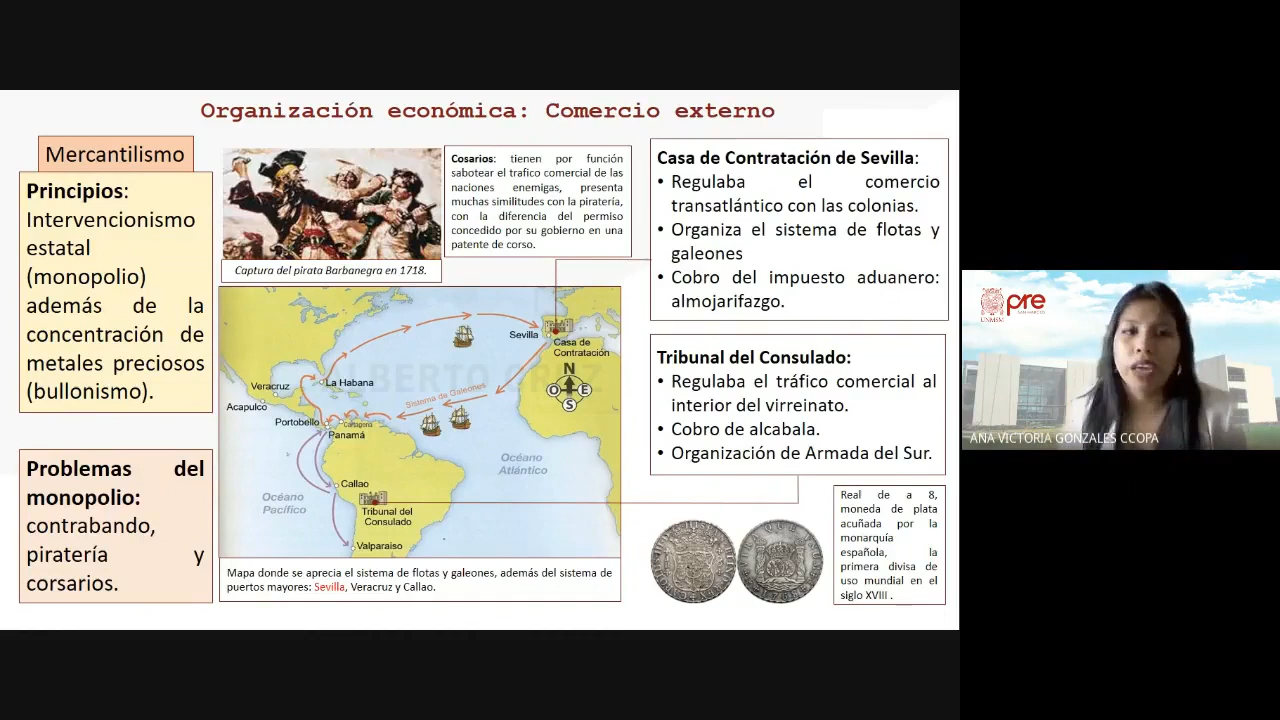 Organización económica: Comercio externo
Mercantilismo
Principios:
Intervencionismo
estatal
(monopolio)
además de la
concentración de
metales preciosos
(bullonismo).
Problemas del
monopolio:
contrabando,
piratería y
corsarios.
Captura del pirata Barbanegra en 1718.
Cosarios: tienen por función
sabotear el trafico comercial de las
naciones enemigas, presenta
muchas similitudes con la piratería,
con la diferencia del permiso
concedido por su gobierno en una
patente de corso.
Sevilla
Casa de
Contratación
N
O E
S
La Habana
Veracruz
Acapulco
Sistema de Galeones
Portobello
Cartagena
Panamá
Océano
Atlántico
Callao
Océano
Pacífico
Tribunal del
Consulado
Valparaiso
ALBERTO CRUZ
Mapa donde se aprecia el sistema de flotas y galeones, además del sistema de
puertos mayores: Sevilla, Veracruz y Callao.
Casa de Contratación de Sevilla:
• Regulaba el comercio
transatlántico con las colonias.
• Organiza el sistema de flotas y
galeones
• Cobro del impuesto aduanero:
almojarifazgo.
Tribunal del Consulado:
• Regulaba el tráfico comercial al
interior del virreinato.
• Cobro de alcabala.
• Organización de Armada del Sur.
Real de a 8,
moneda de plata
acuñada por la
monarquía
española, la
primera divisa de
uso mundial en el
siglo XVIII .
UNMSM
pre
SAN MARCOS
ANA VICTORIA GONZALES CCOPA